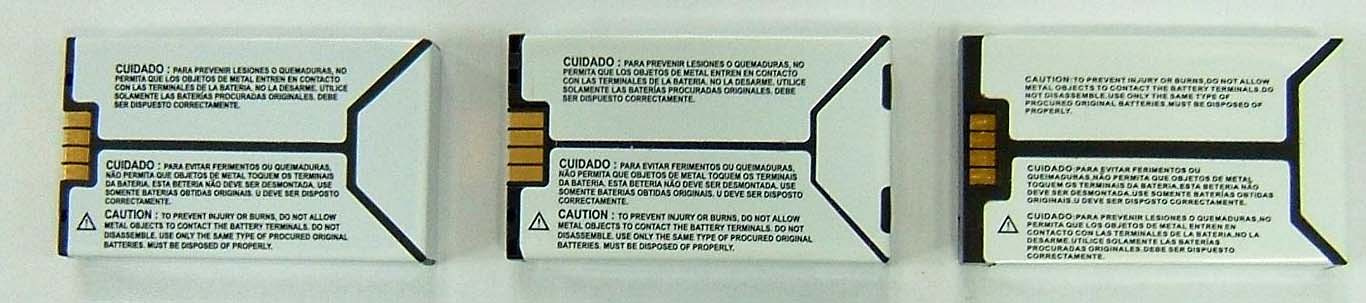 CUIDADO : PARA PREVENIR LESIONES O QUEMADURAS, NO
PERMITA QUE LOS OBJETOS DE METAL ENTREN EN CONTACTO
CON LAS TERMINALES DE LA BATERIA. NO LA DESARME. UTILICE
SOLAMENTE LAS BATERÍAS PROCURADAS ORIGINALES. DEBE
SER DISPUESTO CORRECTAMENTE.
CUIDADO : PARA EVITAR FERIMENTOS OU QUEIMADURAS,
NÃO PERMITA QUE OBJETOS DE METAL TOQUEM OS TERMINAIS
DA BATERIA. ESTA BETERIA NÃO DEVE SER DESMONTADA. USE
SOMENTE BATERIAS OBTIDAS ORIGINAIS. U DEVE SER DISPOSTO
CORRECTAMENTE.
CAUTION : TO PREVENT INJURY OR BURNS, DO NOT ALLOW
METAL OBJECTS TO CONTACT THE BATTERY TERMINALS. DO NOT
DISASSEMBLE. USE ONLY THE SAME TYPE OF PROCURED ORIGINAL
BATTERIES. MUST BE DISPOSED OF PROPERLY.
CUIDADO : PARA PREVENIR LESIONES O QUEMADURAS, NO
PERMITA QUE LOS OBJETOS DE METAL ENTREN EN CONTACTO
CON LAS TERMINALES DE LA BATERIA. NO LA DESARME. UTILICE
SOLAMENTE LAS BATERÍAS PROCURADAS ORIGINALES. DEBE
SER DISPUESTO CORRECTAMENTE.
CUIDADO : PARA EVITAR FERIMENTOS OU QUEIMADURAS,
NÃO PERMITA QUE OBJETOS DE METAL TOQUEM OS TERMINAIS
DA BATERIA. ESTA BETERIA NÃO DEVE SER DESMONTADA. USE
SOMENTE BATERIAS OBTIDAS ORIGINAIS. U DEVE SER DISPOSTO
CORRECTAMENTE.
CAUTION : TO PREVENT INJURY OR BURNS, DO NOT ALLOW
METAL OBJECTS TO CONTACT THE BATTERY TERMINALS. DO NOT
DISASSEMBLE. USE ONLY THE SAME TYPE OF PROCURED ORIGINAL
BATTERIES. MUST BE DISPOSED OF PROPERLY.
CAUTION:TO PREVENT INJURY OR BURNS,DO NOT ALLOW
METAL OBJECTS TO CONTACT THE BATTERY TERMINALS.DO
NOT DISASSEMBLE.USE ONLY THE SAME TYPE OF
PROCURED ORIGINAL BATTERIES.MUST BE DISPOSED OF
PROPERLY.
CUIDADO:PARA EVITAR FERIMENTOS OU
QUEIMADURAS,NÃO PERMITA QUE OBJETOS DE METAL
TOQUEM OS TERMINAIS DA BATERIA.ESTA BETERIA NÃO
DEVE SER DESMONTADA.USE SOMENTE BATERIAS OBTIDAS
ORIGINAIS.U DEVE SER DISPOSTO CORRECTAMENTE.
CUIDADO:PARA PREVENIR LESIONES O QUEMADURAS,NO
PERMITA QUE LOS OBJETOS DE METAL ENTREN EN
CONTACTO CON LAS TERMINALES DE LA BATERIA.NO LA
DESARME.UTILICE SOLAMENTE LAS BATERÍAS
PROCURADAS ORIGINALES.DEBE SER DISPUESTO
CORRECTAMENTE.